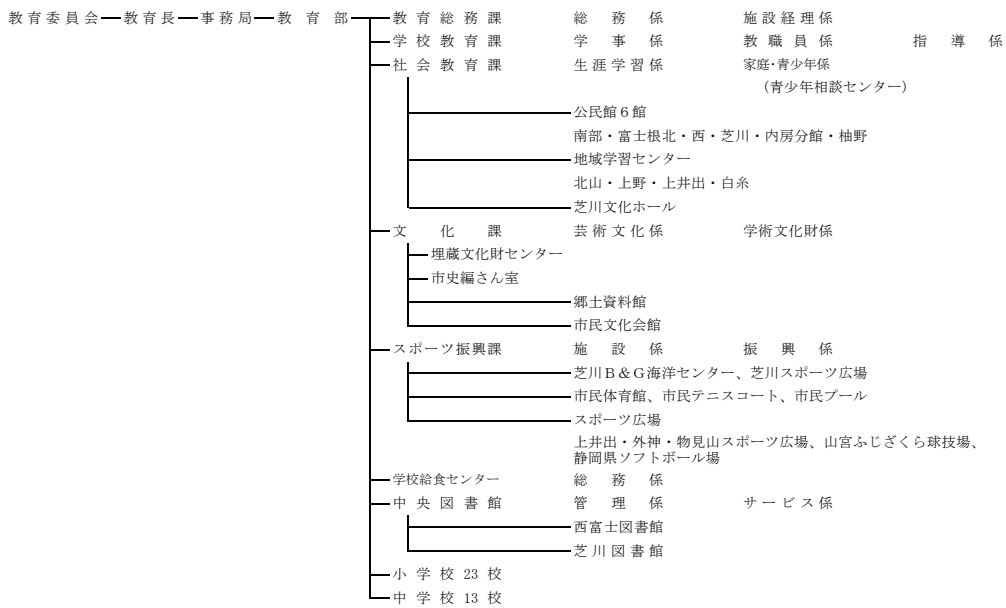 教育委員会 教育長 事務局 教育部 教育総務課 総務係 施設経理係
学校教育課 学事係 教職員係 指導係
社会教育課 生涯学習係 家庭・青少年係
（青少年相談センター）
公民館６館
南部・富士根北・西・芝川・内房分館・柚野
地域学習センター
北山・上野・上井出・白糸
芝川文化ホール
文化課 芸術文化係 学術文化財係
埋蔵文化財センター
市史編さん室
郷土資料館
市民文化会館
スポーツ振興課 施設係 振興係
芝川Ｂ＆Ｇ海洋センター、芝川スポーツ広場
市民体育館、市民テニスコート、市民プール
スポーツ広場
上井出・外神・物見山スポーツ広場、山宮ふじざくら球技場、
静岡県ソフトボール場
学校給食センター 総務係
中央図書館 管理係 サービス係
西富士図書館
芝川図書館
小学校 23 校
中学校 13 校